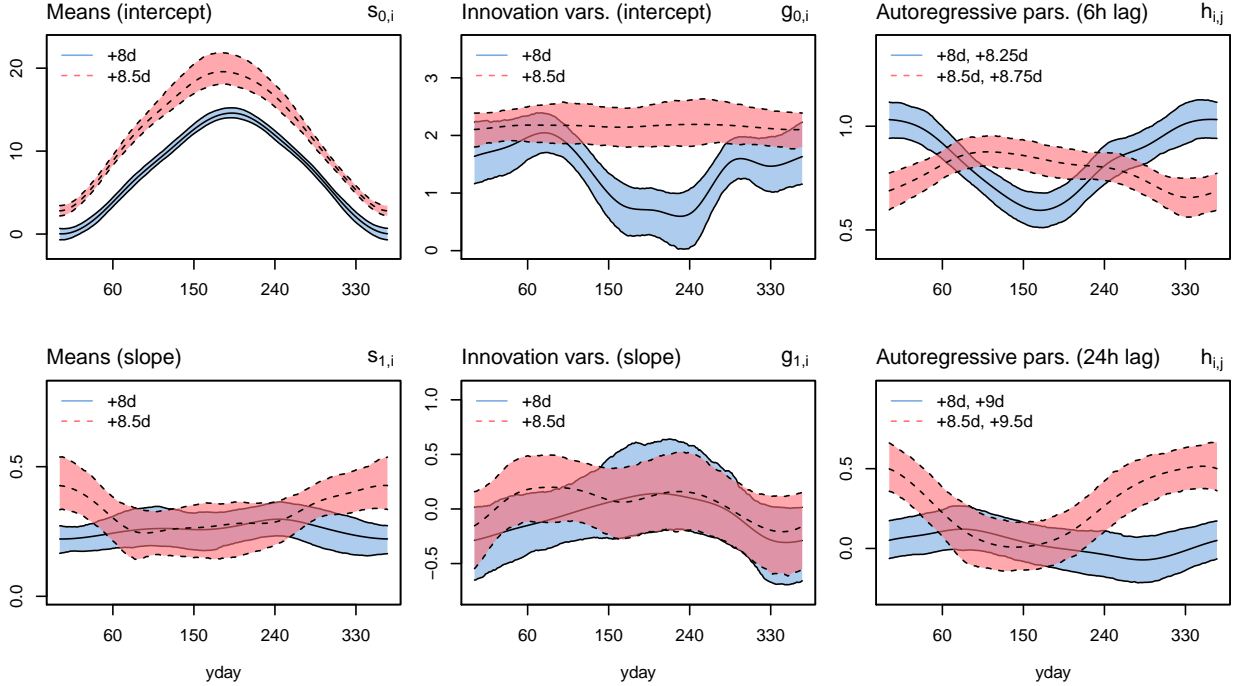 Means (intercept) s0,i
+8d
+8.5d
20
10
0
60 150 240 330
Innovation vars. (intercept) g0,i
+8d
+8.5d
3
2
1
0
60 150 240 330
Autoregressive pars. (6h lag) hi,j
+8d, +8.25d
+8.5d, +8.75d
1.0
0.5
60 150 240 330
Means (slope) s1,i
+8d
+8.5d
0.5
0.0
60 150 240 330
yday
Innovation vars. (slope) g1,i
+8d
+8.5d
1.0
0.5
0.0
−0.5
60 150 240 330
yday
Autoregressive pars. (24h lag) hi,j
+8d, +9d
+8.5d, +9.5d
0.5
0.0
60 150 240 330
yday